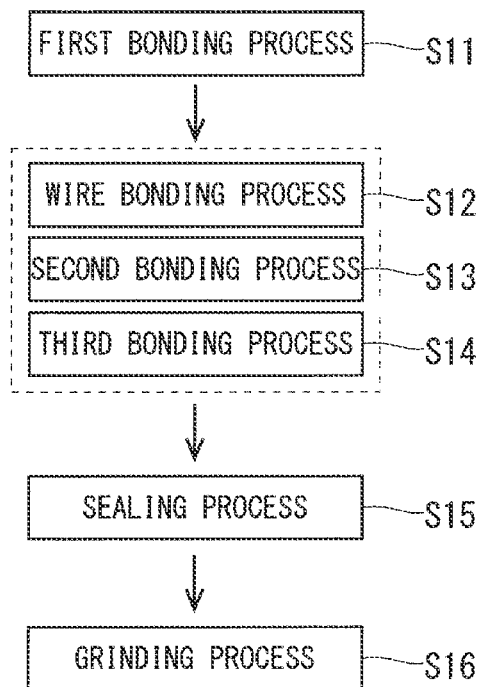 FIRST BONDING PROCESS S11
WIRE BONDING PROCESS S12
SECOND BONDING PROCESS S13
THIRD BONDING PROCESS S14
SEALING PROCESS S15
GRINDING PROCESS S16